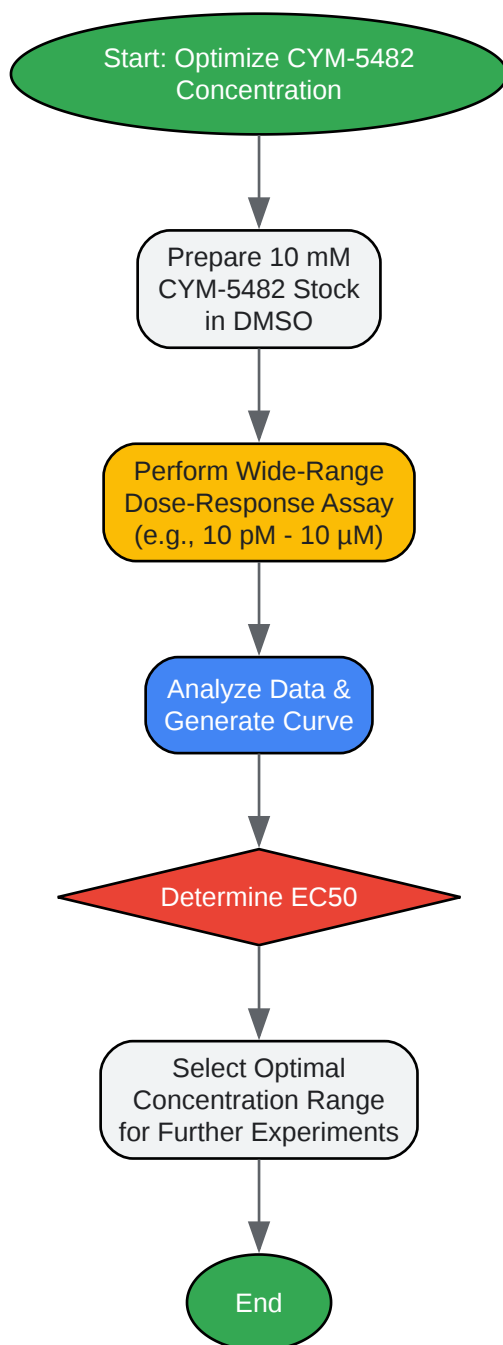 Start: Optimize CYM-5482
Concentration
Prepare 10 mM
CYM-5482 Stock
in DMSO
Perform Wide-Range
Dose-Response Assay
(e.g., 10 pM - 10 µM)
Analyze Data &
Generate Curve
Determine EC50
Select Optimal
Concentration Range
for Further Experiments
End